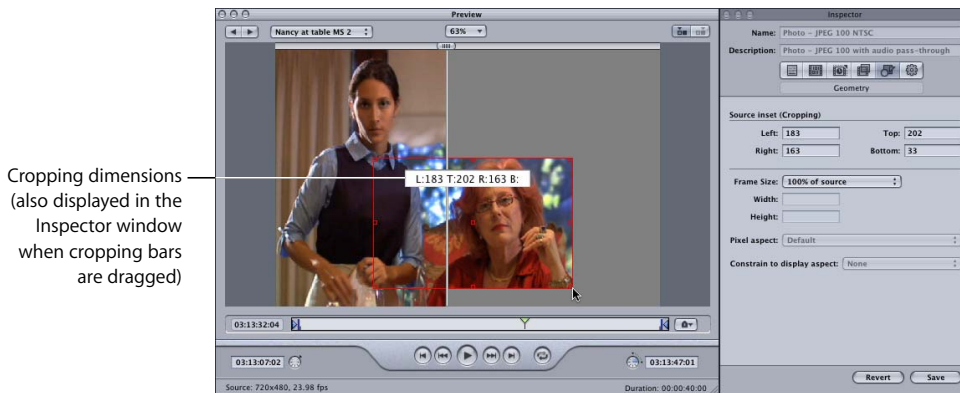 Cropping dimensions
(also displayed in the
Inspector window
when cropping bars
are dragged)
Preview
Nancy at table MS 2
63%
L:183 T:202 R:163 B:
03:13:32:04
03:13:07:02
03:13:47:01
Source: 720x480, 23.98 fps
Duration: 00:00:40:00
Inspector
Name: Photo – JPEG 100 NTSC
Description: Photo – JPEG 100 with audio pass-through
Geometry
Source inset (Cropping)
Left: 183 Top: 202
Right: 163 Bottom: 33
Frame Size: 100% of source
Width:
Height:
Pixel aspect: Default
Constrain to display aspect: None
Revert Save